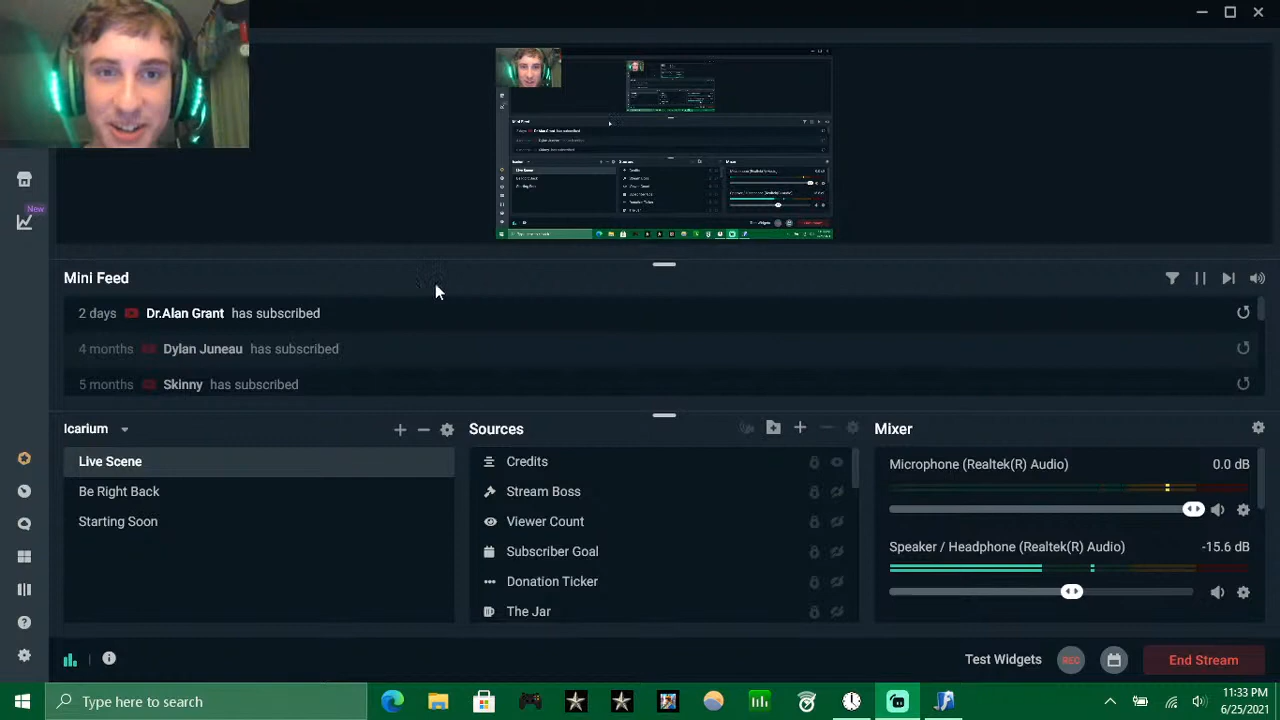 New
Mini Feed
2 days Dr.Alan Grant has subscribed
4 months Dylan Juneau has subscribed
5 months Skinny has subscribed
Icarium
Live Scene
Be Right Back
Starting Soon
Sources
Credits
Stream Boss
Viewer Count
Subscriber Goal
Donation Ticker
The Jar
Mixer
Microphone (Realtek(R) Audio) 0.0 dB
Speaker / Headphone (Realtek(R) Audio) -15.6 dB
Test Widgets
REC
End Stream
Type here to search
11:33 PM
6/25/2021